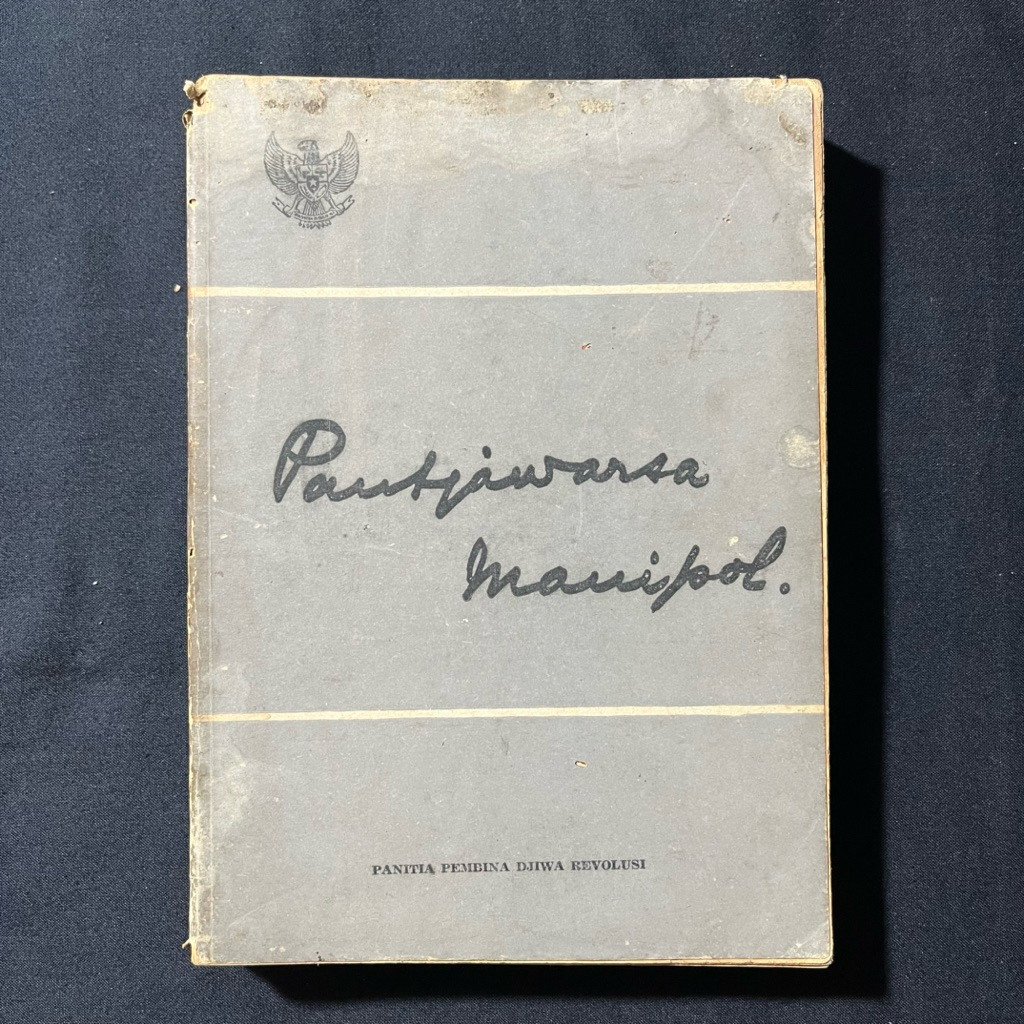 Pantjawarsa
Manipol.
PANITIA PEMBINA DJIWA REVOLUSI